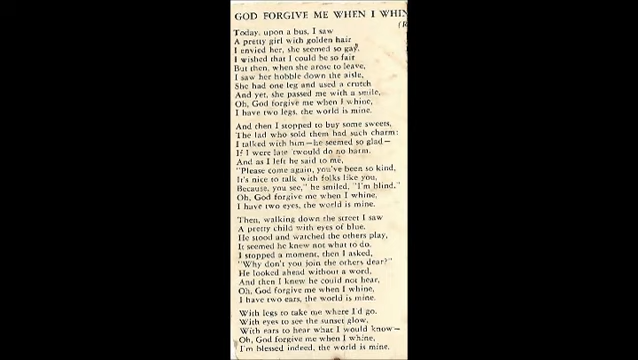 GOD FORGIVE ME WHEN I WHIN
(R
Today, upon a bus, I saw
A pretty girl with golden hair
I envied her, she seemed so gay,
I wished that I could be so fair
But then, when she arose to leave,
I saw her hobble down the aisle,
She had one leg and used a crutch
And yet, she passed me with a smile,
Oh, God forgive me when I whine,
I have two legs, the world is mine.
And then I stopped to buy some sweets,
The lad who sold them had such charm:
I talked with him—he seemed so glad—
If I were late 'twould do no harm.
And as I left he said to me,
"Please come again, you've been so kind,
It's nice to talk with folks like you,
Because, you see," he smiled, "I'm blind."
Oh, God forgive me when I whine,
I have two eyes, the world is mine.
Then, walking down the street I saw
A pretty child with eyes of blue,
He stood and watched the others play,
It seemed he knew not what to do.
I stopped a moment, then I asked,
"Why don't you join the others dear?"
He looked ahead without a word,
And then I knew he could not hear,
Oh, God forgive me when I whine,
I have two ears, the world is mine.
With legs to take me where I'd go.
With eyes to see the sunset glow,
With ears to hear what I would know—
Oh, God forgive me when I whine,
I'm blessed indeed, the world is mine.